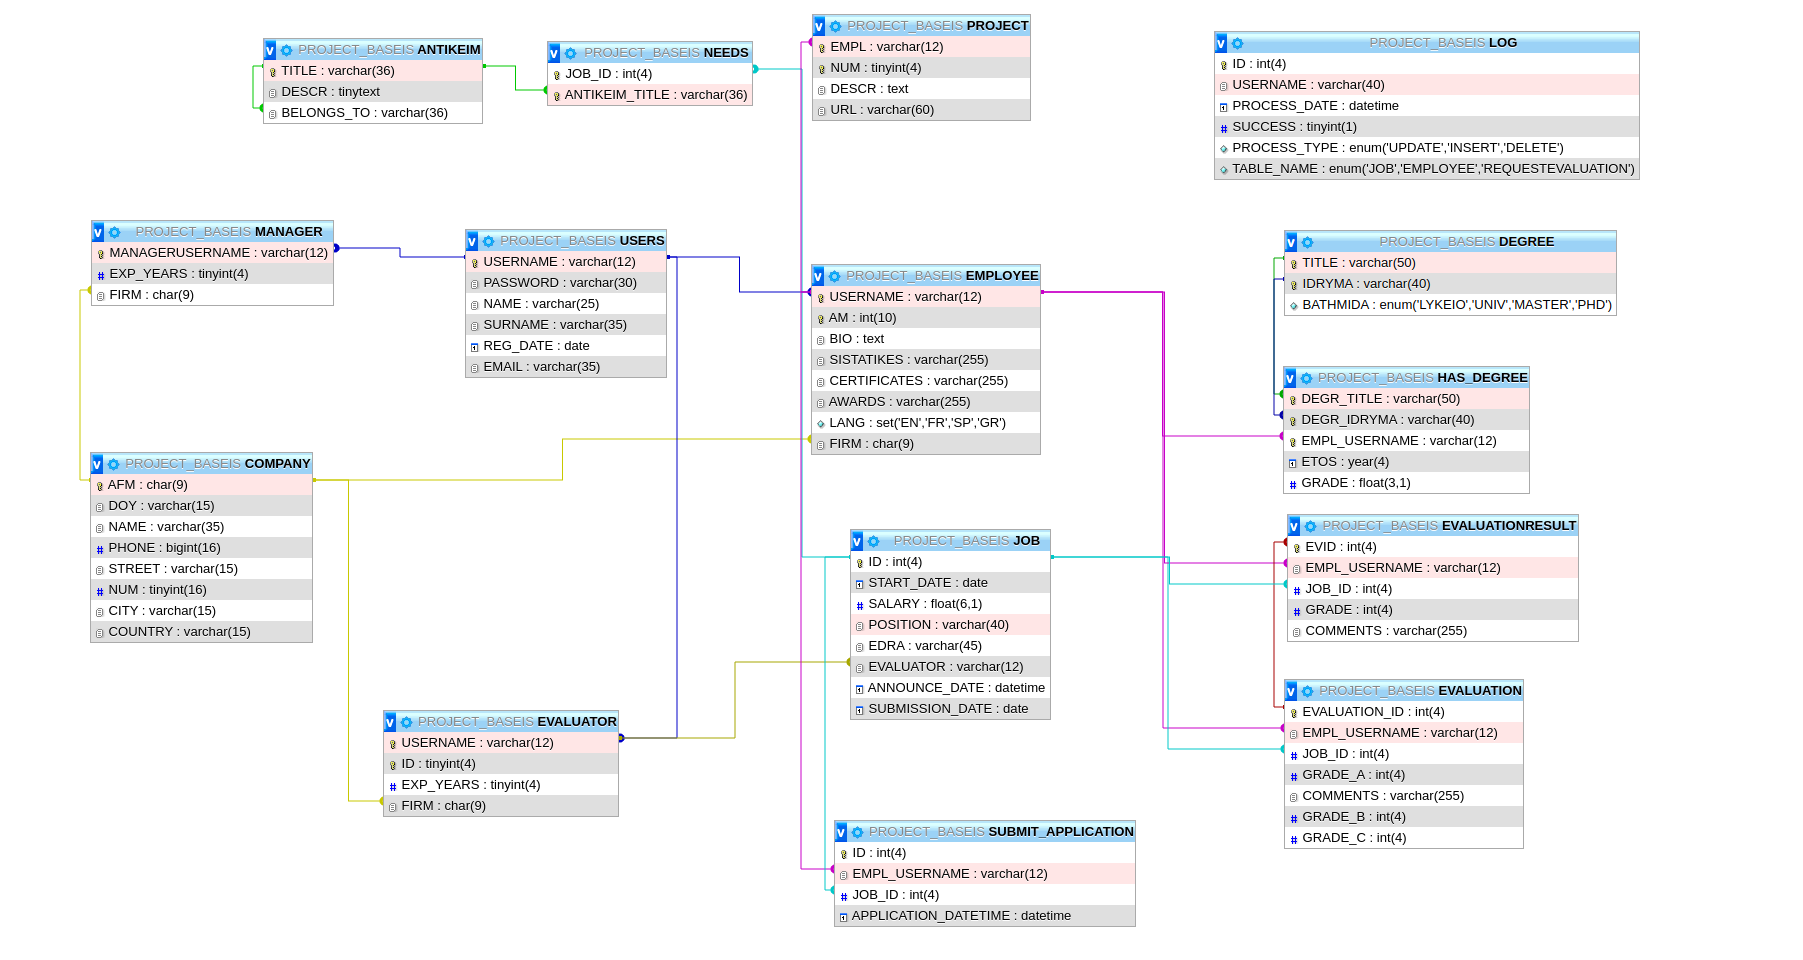 PROJECT_BASEIS ANTIKEIM
TITLE : varchar(36)
DESCR : tinytext
BELONGS_TO : varchar(36)
PROJECT_BASEIS NEEDS
JOB_ID : int(4)
ANTIKEIM_TITLE : varchar(36)
PROJECT_BASEIS PROJECT
EMPL : varchar(12)
NUM : tinyint(4)
DESCR : text
URL : varchar(60)
PROJECT_BASEIS LOG
ID : int(4)
USERNAME : varchar(40)
PROCESS_DATE : datetime
SUCCESS : tinyint(1)
PROCESS_TYPE : enum('UPDATE','INSERT','DELETE')
TABLE_NAME : enum('JOB','EMPLOYEE','REQUESTEVALUATION')
PROJECT_BASEIS MANAGER
MANAGERUSERNAME : varchar(12)
EXP_YEARS : tinyint(4)
FIRM : char(9)
PROJECT_BASEIS USERS
USERNAME : varchar(12)
PASSWORD : varchar(30)
NAME : varchar(25)
SURNAME : varchar(35)
REG_DATE : date
EMAIL : varchar(35)
PROJECT_BASEIS EMPLOYEE
USERNAME : varchar(12)
AM : int(10)
BIO : text
SISTATIKES : varchar(255)
CERTIFICATES : varchar(255)
AWARDS : varchar(255)
LANG : set('EN','FR','SP','GR')
FIRM : char(9)
PROJECT_BASEIS DEGREE
TITLE : varchar(50)
IDRYMA : varchar(40)
BATHMIDA : enum('LYKEIO','UNIV','MASTER','PHD')
PROJECT_BASEIS HAS_DEGREE
DEGR_TITLE : varchar(50)
DEGR_IDRYMA : varchar(40)
EMPL_USERNAME : varchar(12)
ETOS : year(4)
GRADE : float(3,1)
PROJECT_BASEIS COMPANY
AFM : char(9)
DOY : varchar(15)
NAME : varchar(35)
PHONE : bigint(16)
STREET : varchar(15)
NUM : tinyint(16)
CITY : varchar(15)
COUNTRY : varchar(15)
PROJECT_BASEIS JOB
ID : int(4)
START_DATE : date
SALARY : float(6,1)
POSITION : varchar(40)
EDRA : varchar(45)
EVALUATOR : varchar(12)
ANNOUNCE_DATE : datetime
SUBMISSION_DATE : date
PROJECT_BASEIS EVALUATIONRESULT
EVID : int(4)
EMPL_USERNAME : varchar(12)
JOB_ID : int(4)
GRADE : int(4)
COMMENTS : varchar(255)
PROJECT_BASEIS EVALUATOR
USERNAME : varchar(12)
ID : tinyint(4)
EXP_YEARS : tinyint(4)
FIRM : char(9)
PROJECT_BASEIS EVALUATION
EVALUATION_ID : int(4)
EMPL_USERNAME : varchar(12)
JOB_ID : int(4)
GRADE_A : int(4)
COMMENTS : varchar(255)
GRADE_B : int(4)
GRADE_C : int(4)
PROJECT_BASEIS SUBMIT_APPLICATION
ID : int(4)
EMPL_USERNAME : varchar(12)
JOB_ID : int(4)
APPLICATION_DATETIME : datetime